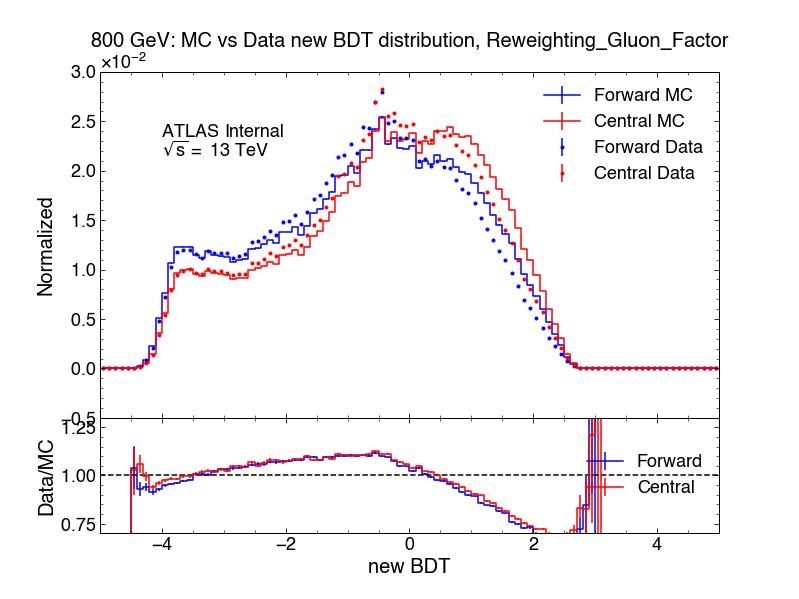 800 GeV: MC vs Data new BDT distribution, Reweighting_Gluon_Factor
×10⁻²
3.0
Forward MC
Central MC
Forward Data
Central Data
ATLAS Internal
√s = 13 TeV
2.5
2.0
1.5
1.0
0.5
0.0
-0.5
Normalized
1.25
1.00
0.75
Data/MC
Forward
Central
−4 −2 0 2 4
new BDT